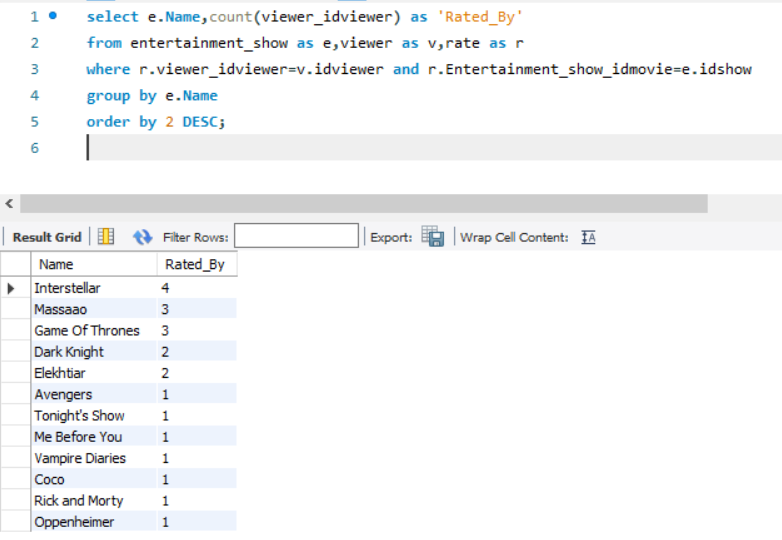 1 select e.Name,count(viewer_idviewer) as 'Rated_By'
2 from entertainment_show as e,viewer as v,rate as r
3 where r.viewer_idviewer=v.idviewer and r.Entertainment_show_idmovie=e.idshow
4 group by e.Name
5 order by 2 DESC;
6
Result Grid Filter Rows: Export: Wrap Cell Content: IA
Name Rated_By
Interstellar 4
Massaao 3
Game Of Thrones 3
Dark Knight 2
Elekhtiar 2
Avengers 1
Tonight's Show 1
Me Before You 1
Vampire Diaries 1
Coco 1
Rick and Morty 1
Oppenheimer 1